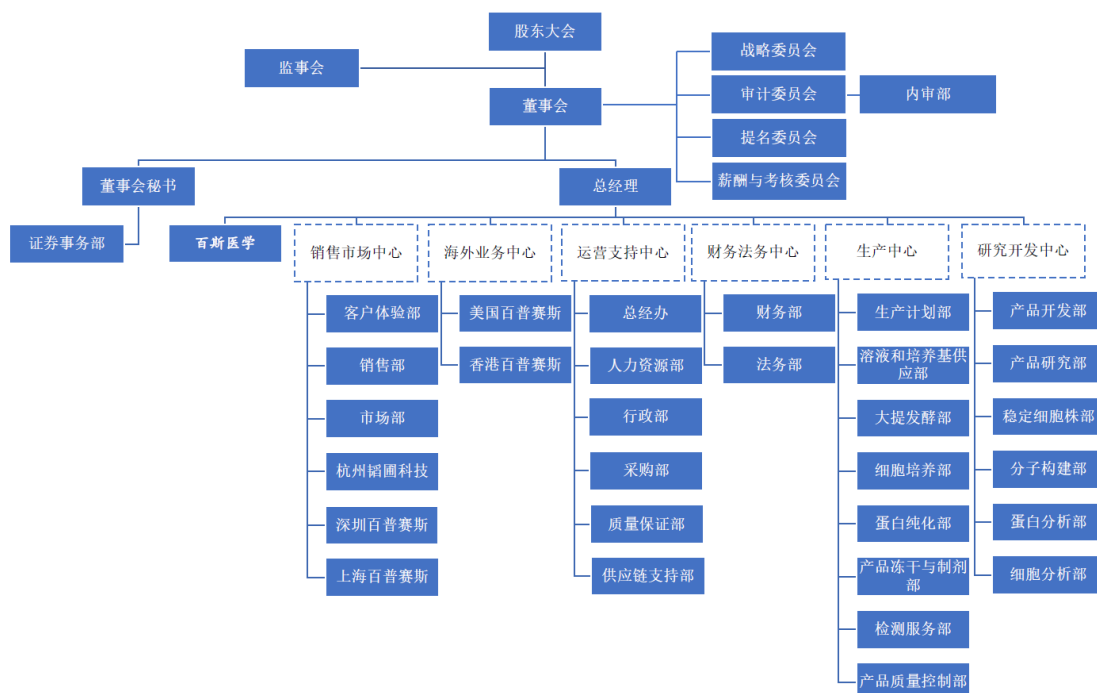 股东大会
监事会
董事会
战略委员会
审计委员会
内审部
提名委员会
薪酬与考核委员会
董事会秘书
总经理
证券事务部
百斯医学
销售市场中心
海外业务中心
运营支持中心
财务法务中心
生产中心
研究开发中心
客户体验部
销售部
市场部
杭州韬圃科技
深圳百普赛斯
上海百普赛斯
美国百普赛斯
香港百普赛斯
总经办
人力资源部
行政部
采购部
质量保证部
供应链支持部
财务部
法务部
生产计划部
溶液和培养基供
应部
大提发酵部
细胞培养部
蛋白纯化部
产品冻干与制剂
部
检测服务部
产品质量控制部
产品开发部
产品研究部
稳定细胞株部
分子构建部
蛋白分析部
细胞分析部